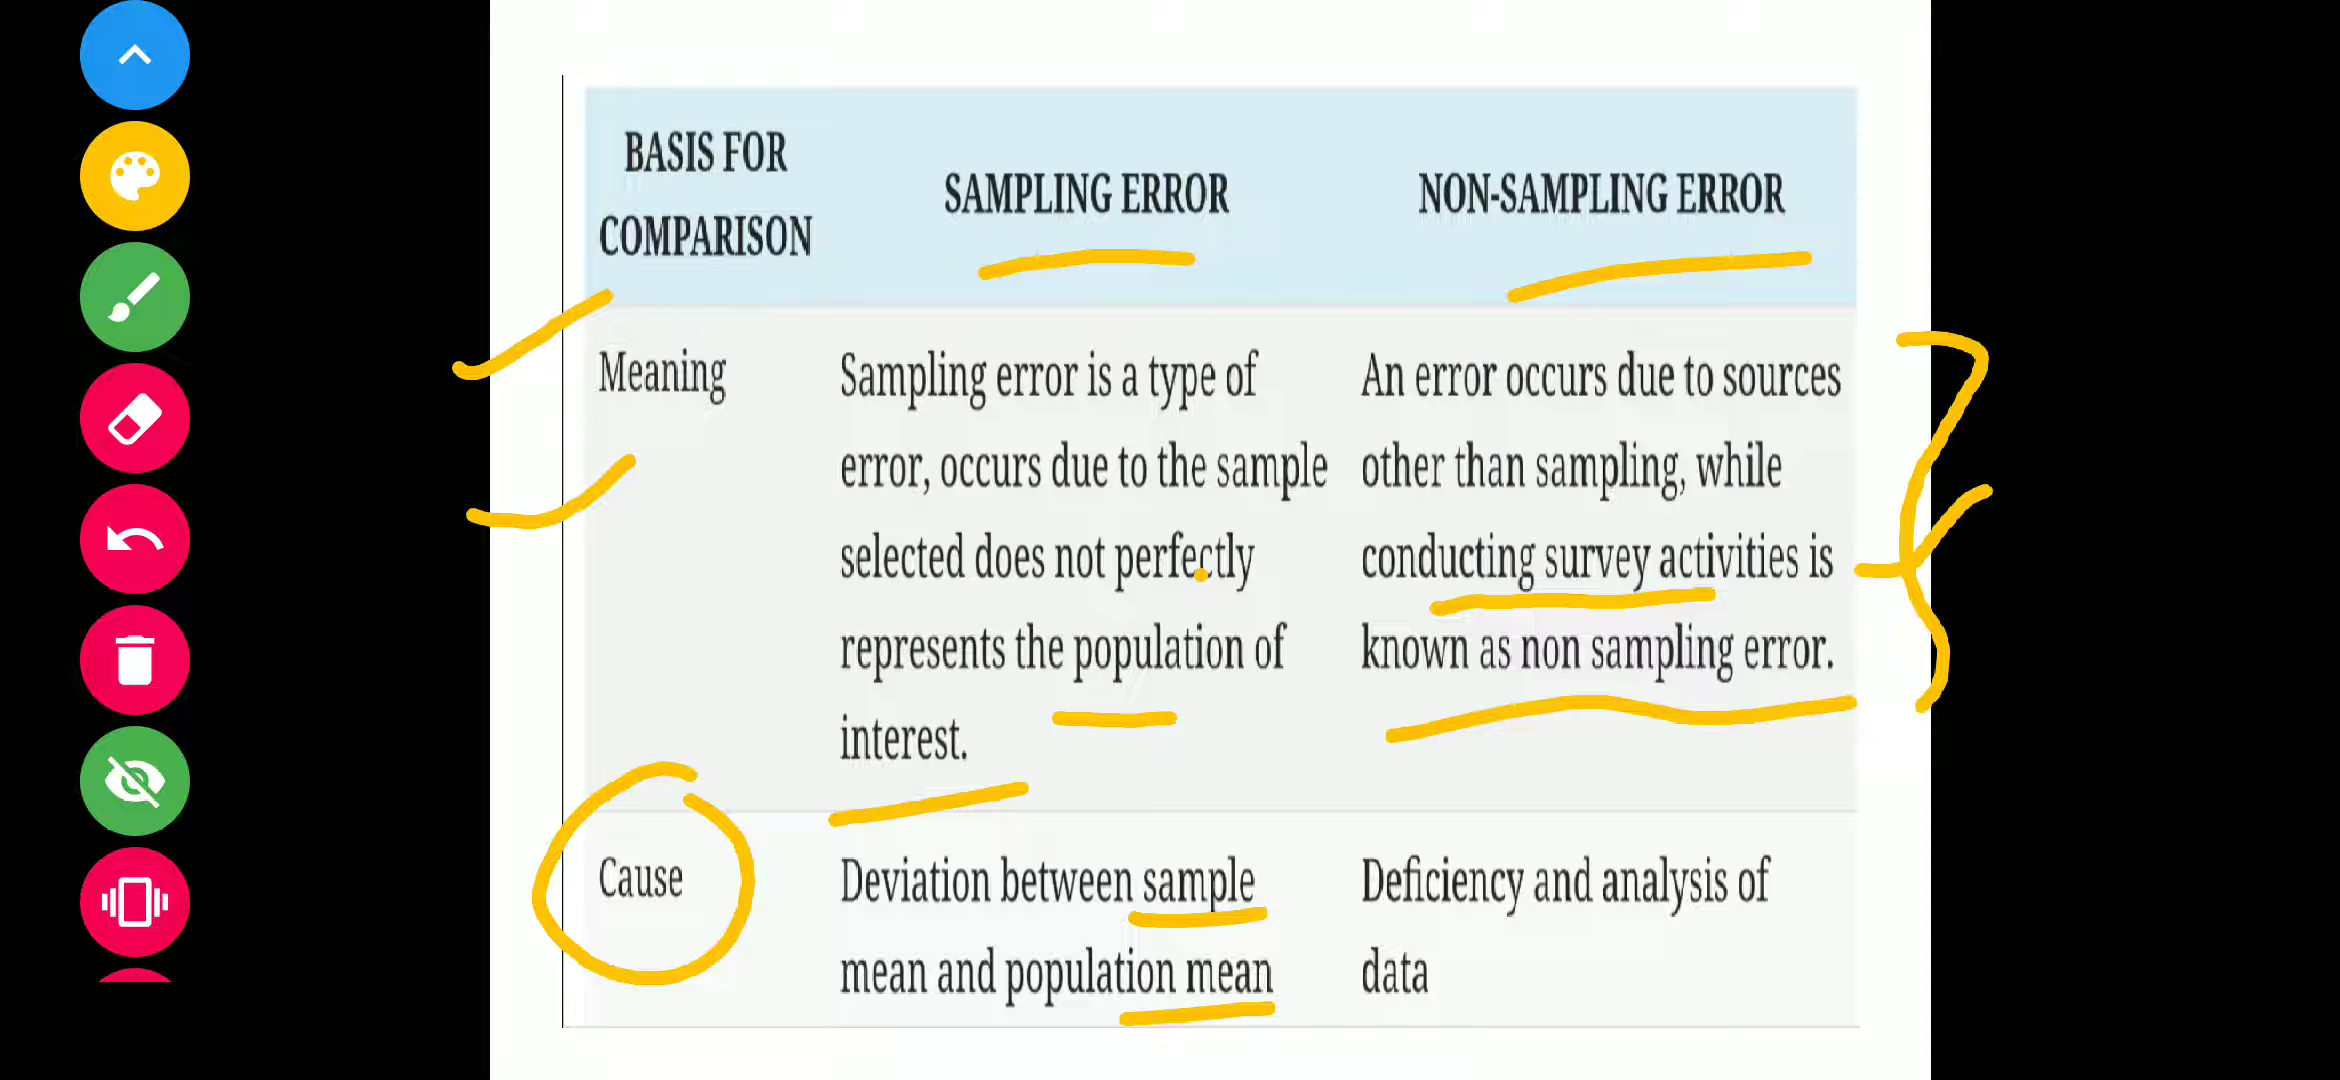 BASIS FOR
COMPARISON
SAMPLING ERROR
NON-SAMPLING ERROR
Meaning
Sampling error is a type of
error, occurs due to the sample
selected does not perfectly
represents the population of
interest.
An error occurs due to sources
other than sampling, while
conducting survey activities is
known as non sampling error.
Cause
Deviation between sample
mean and population mean
Deficiency and analysis of
data